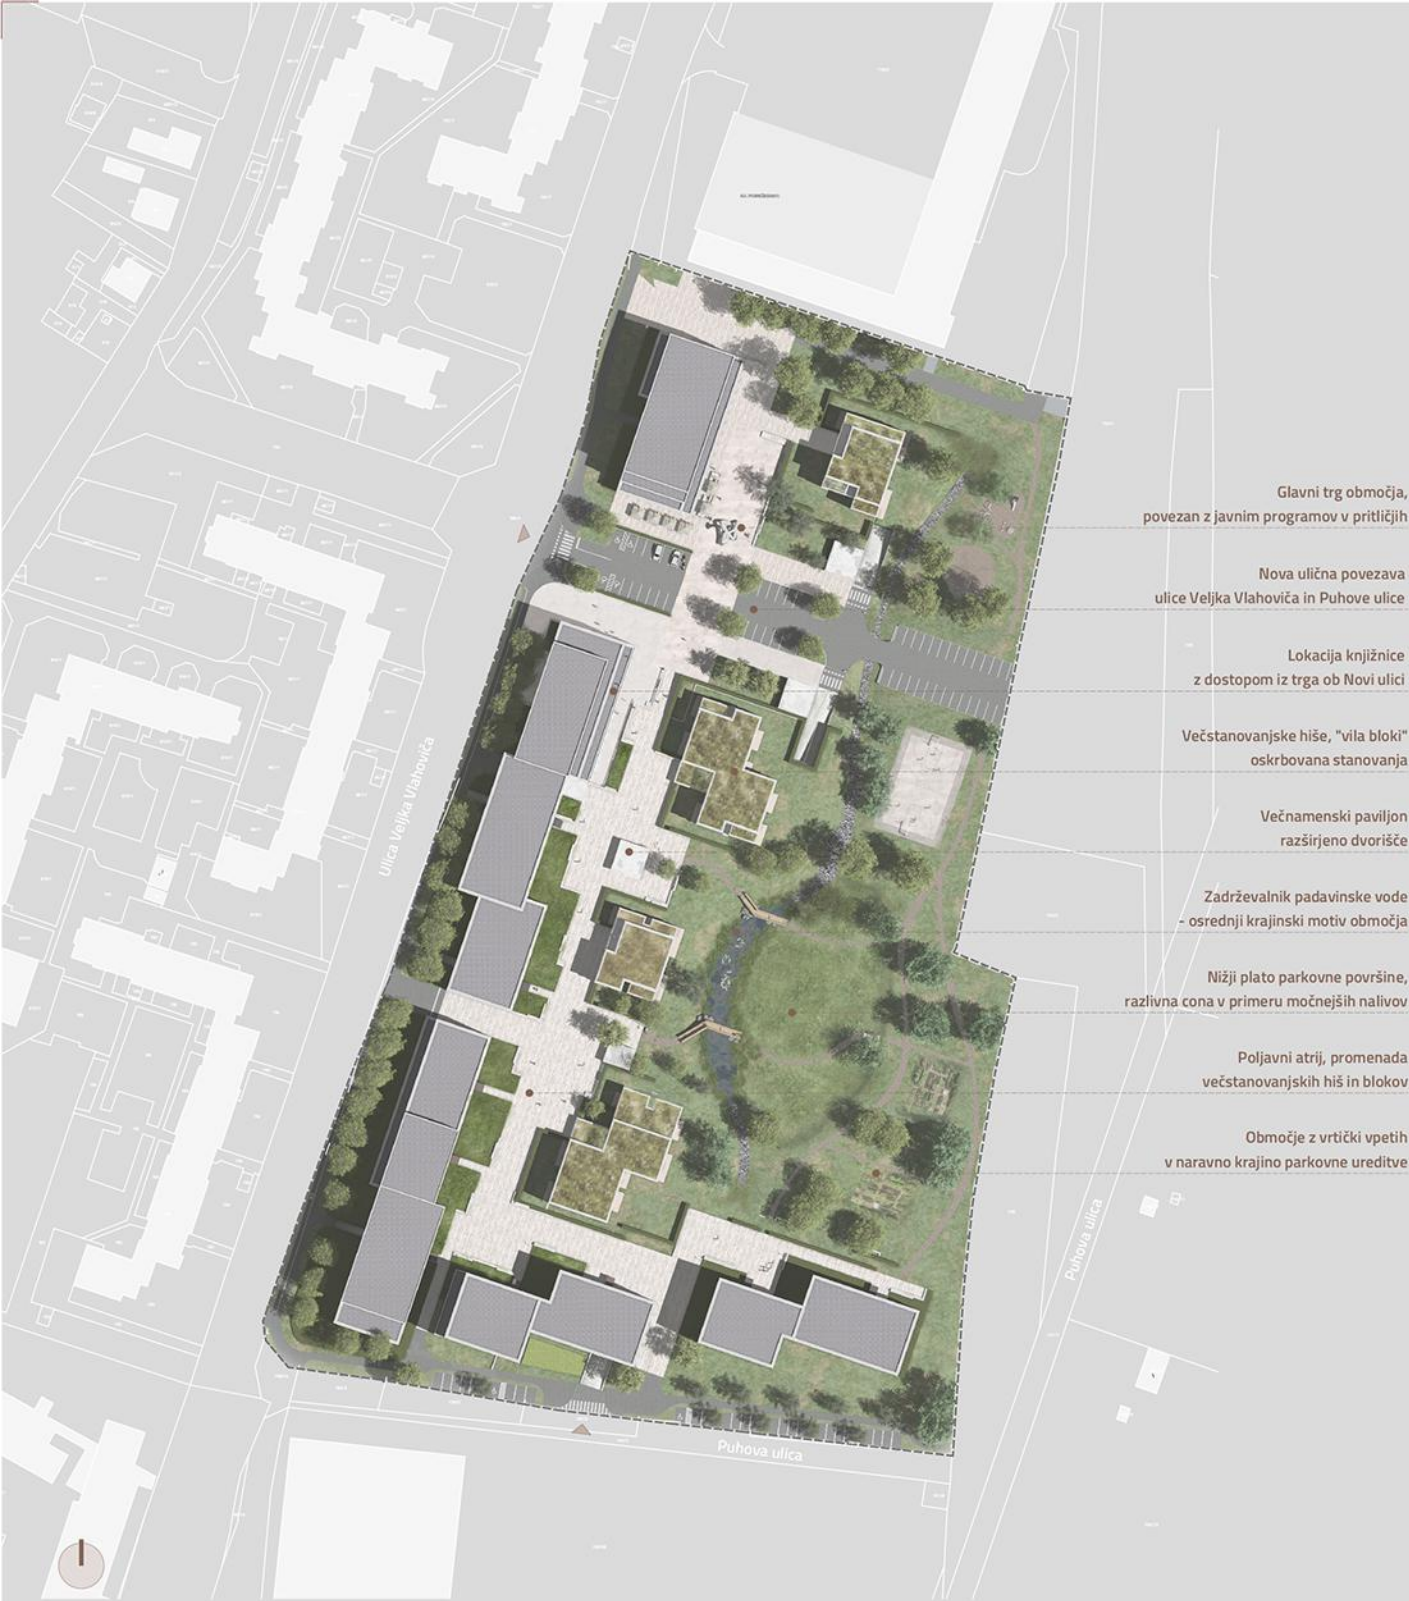 Glavni trg območja,
povezan z javnim programov v pritličjih
Nova ulična povezava
ulice Veljka Vlahoviča in Puhove ulice
Lokacija knjižnice
z dostopom iz trga ob Novi ulici
Večstanovanjske hiše, "vila bloki"
oskrbovana stanovanja
Večnamenski paviljon
razširjeno dvorišče
Zadrževalnik padavinske vode
- osrednji krajinski motiv območja
Nižji plato parkovne površine,
razlivna cona v primeru močnejših nalivov
Poljavni atrij, promenada
večstanovanjskih hiš in blokov
Območje z vrtički vpetih
v naravno krajino parkovne ureditve
Ulica Veljka Vlahoviča
Puhova ulica
Puhova ulica